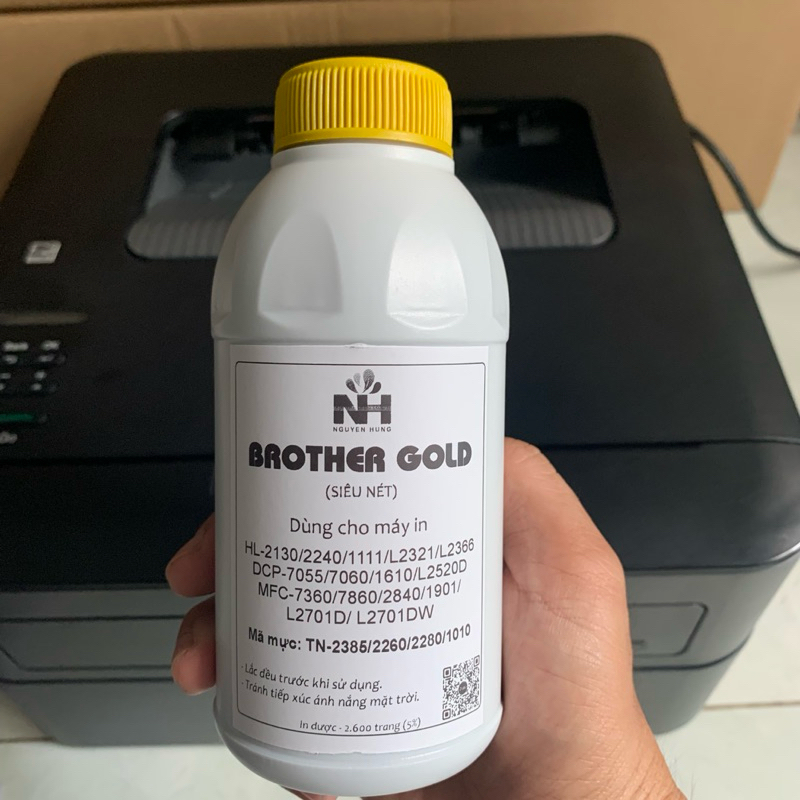 NH
NGUYEN HUNG
BROTHER GOLD
(SIÊU NÉT)
Dùng cho máy in
HL-2130/2240/1111/L2321/L2366
DCP-7055/7060/1610/L2520D
MFC-7360/7860/2840/1901/
L2701D/ L2701DW
Mã mực: TN-2385/2260/2280/1010
- Lắc đều trước khi sử dụng.
- Tránh tiếp xúc ánh nắng mặt trời.
In được - 2.600 trang (5%)